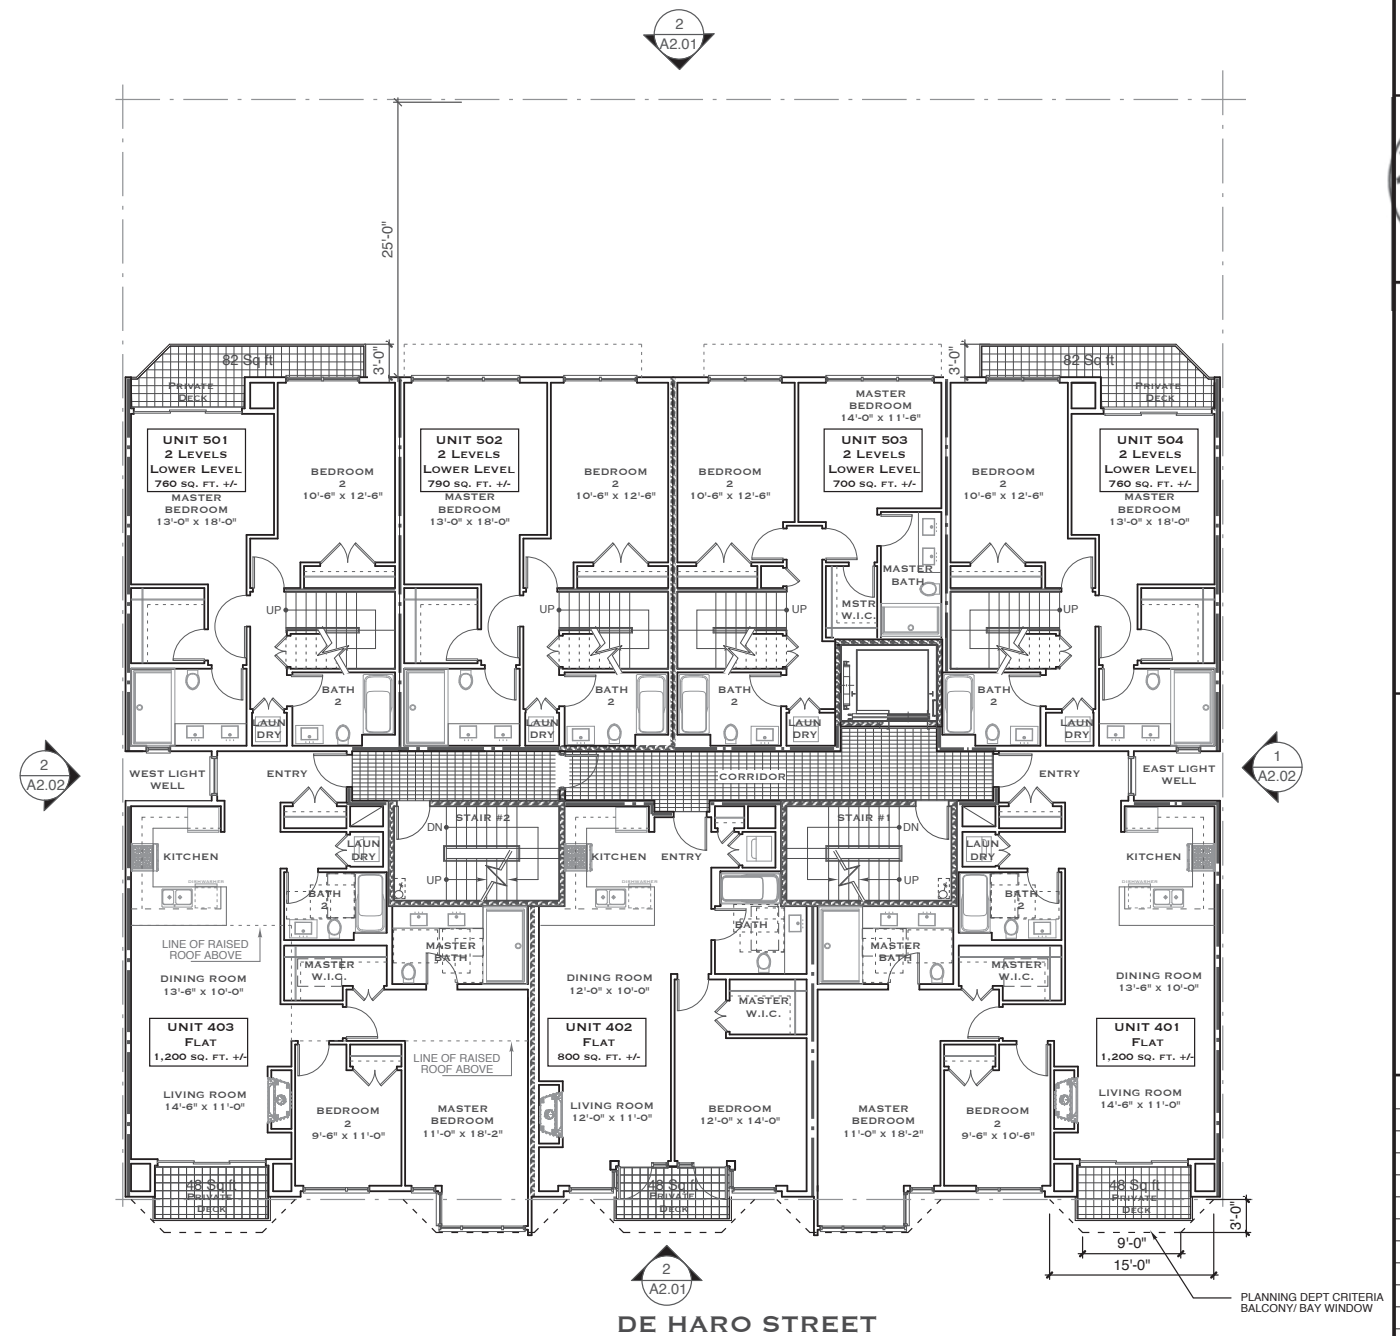 2
A2.01
25'-0"
3'-0"
3'-0"
82 Sq ft
PRIVATE
DECK
82 Sq ft
PRIVATE
DECK
UNIT 501
2 LEVELS
LOWER LEVEL
760 SQ. FT. +/-
MASTER
BEDROOM
13'-0" x 18'-0"
BEDROOM
2
10'-6" x 12'-6"
UNIT 502
2 LEVELS
LOWER LEVEL
790 SQ. FT. +/-
MASTER
BEDROOM
13'-0" x 18'-0"
BEDROOM
2
10'-6" x 12'-6"
BEDROOM
2
10'-6" x 12'-6"
MASTER
BEDROOM
14'-0" x 11'-6"
UNIT 503
2 LEVELS
LOWER LEVEL
700 SQ. FT. +/-
BEDROOM
2
10'-6" x 12'-6"
UNIT 504
2 LEVELS
LOWER LEVEL
760 SQ. FT. +/-
MASTER
BEDROOM
13'-0" x 18'-0"
MASTER
BATH
MSTR
W.I.C.
UP
UP
UP
UP
BATH
2
BATH
2
BATH
2
BATH
2
LAUN
DRY
LAUN
DRY
LAUN
DRY
LAUN
DRY
2
A2.02
WEST LIGHT
WELL
ENTRY
CORRIDOR
ENTRY
EAST LIGHT
WELL
1
A2.02
STAIR #2
DN
UP
STAIR #1
DN
UP
KITCHEN
DISHWASHER
LAUN
DRY
KITCHEN
DISHWASHER
ENTRY
LAUN
DRY
KITCHEN
DISHWASHER
BATH
2
MASTER
BATH
BATH
MASTER
BATH
BATH
2
LINE OF RAISED
ROOF ABOVE
MASTER
W.I.C.
MASTER
W.I.C.
MASTER
W.I.C.
DINING ROOM
13'-6" x 10'-0"
DINING ROOM
12'-0" x 10'-0"
DINING ROOM
13'-6" x 10'-0"
UNIT 403
FLAT
1,200 SQ. FT. +/-
UNIT 402
FLAT
800 SQ. FT. +/-
UNIT 401
FLAT
1,200 SQ. FT. +/-
LINE OF RAISED
ROOF ABOVE
LIVING ROOM
14'-6" x 11'-0"
BEDROOM
2
9'-6" x 11'-0"
MASTER
BEDROOM
11'-0" x 18'-2"
LIVING ROOM
12'-0" x 11'-0"
BEDROOM
12'-0" x 14'-0"
MASTER
BEDROOM
11'-0" x 18'-2"
BEDROOM
2
9'-6" x 10'-6"
LIVING ROOM
14'-6" x 11'-0"
48 Sq ft
PRIVATE
DECK
48 Sq ft
PRIVATE
DECK
48 Sq ft
PRIVATE
DECK
3'-0"
9'-0"
15'-0"
PLANNING DEPT CRITERIA
BALCONY/ BAY WINDOW
2
A2.01
DE HARO STREET